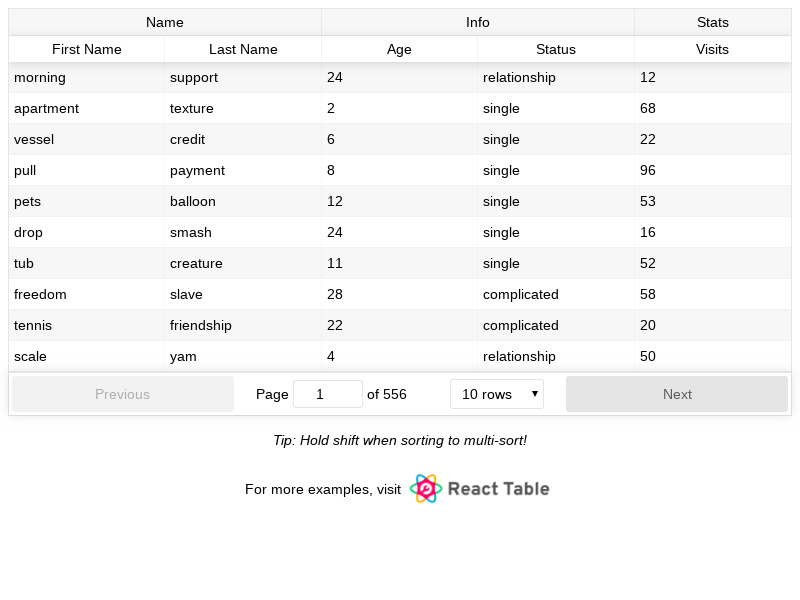 Name Info Stats
First Name Last Name Age Status Visits
morning support 24 relationship 12
apartment texture 2 single 68
vessel credit 6 single 22
pull payment 8 single 96
pets balloon 12 single 53
drop smash 24 single 16
tub creature 11 single 52
freedom slave 28 complicated 58
tennis friendship 22 complicated 20
scale yam 4 relationship 50
Previous Page 1 of 556 10 rows Next
Tip: Hold shift when sorting to multi-sort!
For more examples, visit React Table